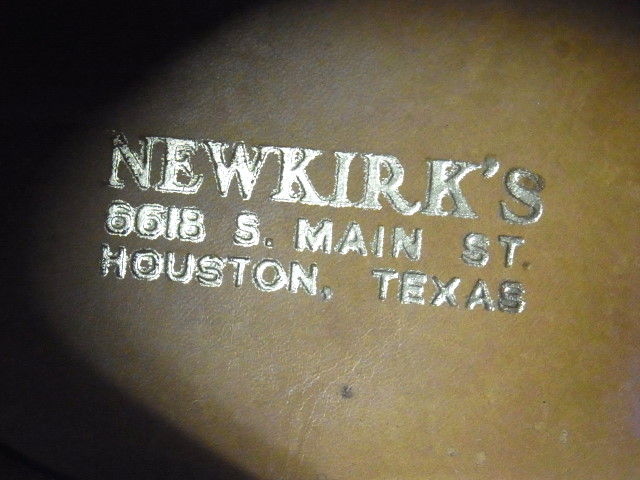 NEWKIRK'S
6618 S. MAIN ST.
HOUSTON, TEXAS